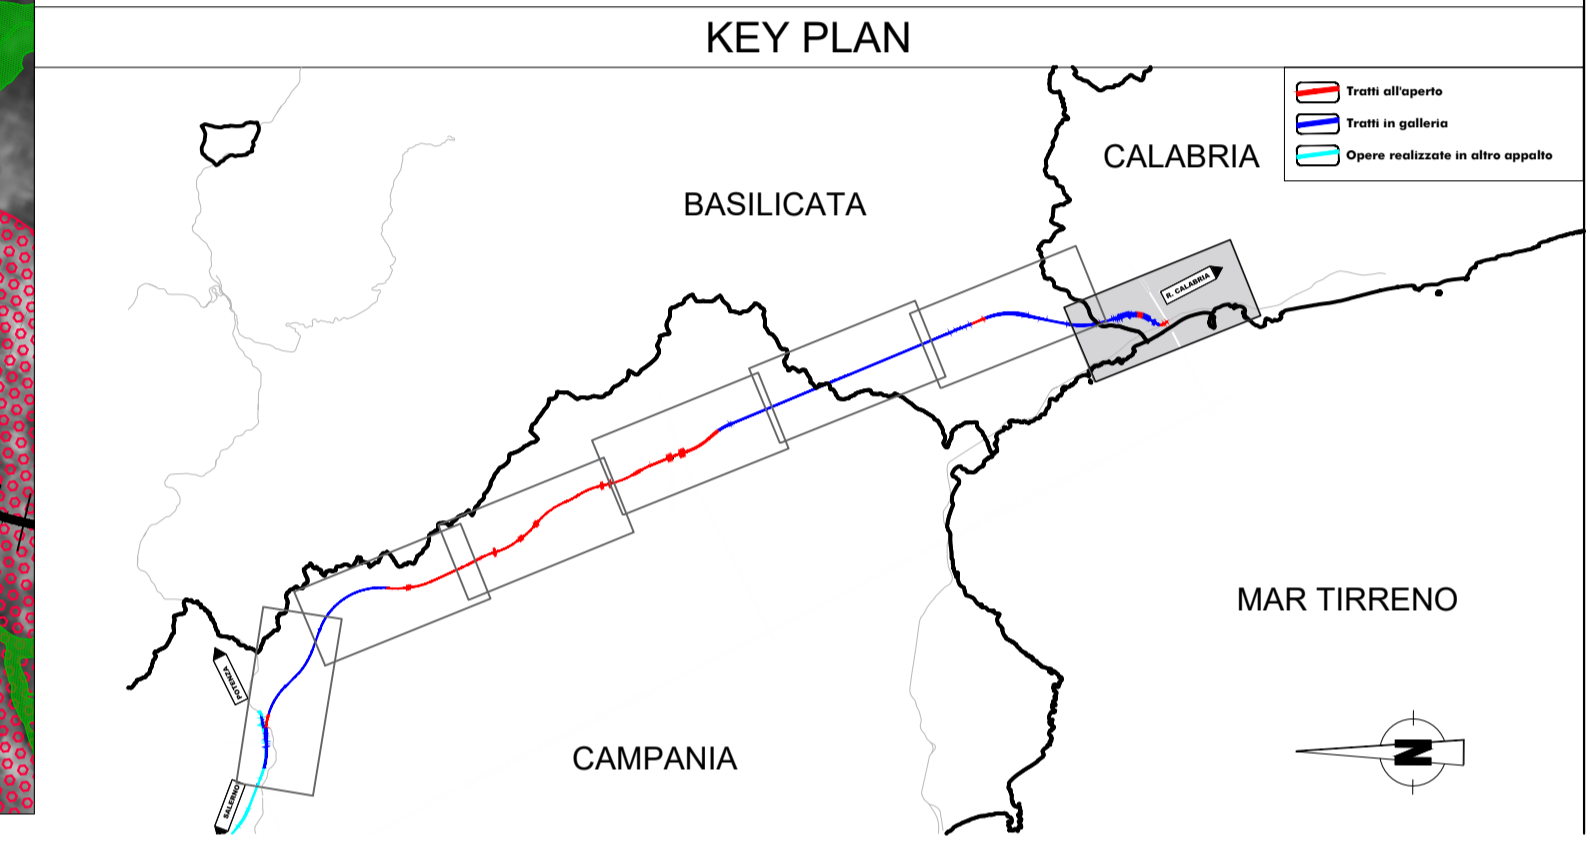 KEY PLAN
Tratti all'aperto
Tratti in galleria
Opere realizzate in altro appalto
CALABRIA
BASILICATA
R. CALABRIA
MAR TIRRENO
POTENZA
CAMPANIA
N
SALERNO